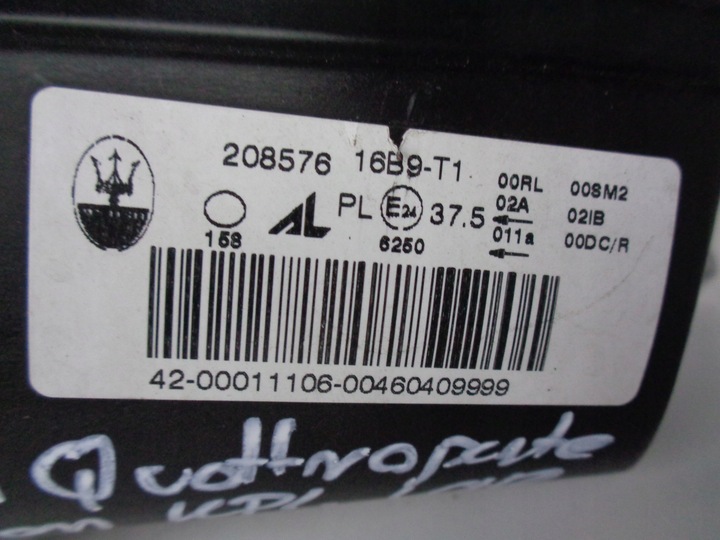 208576 16B9-T1
00RL 00SM2
AL PL E24 37.5 02A 02IB
158 6250 011a 00DC/R
42-00011106-00460409999
Quattroporte